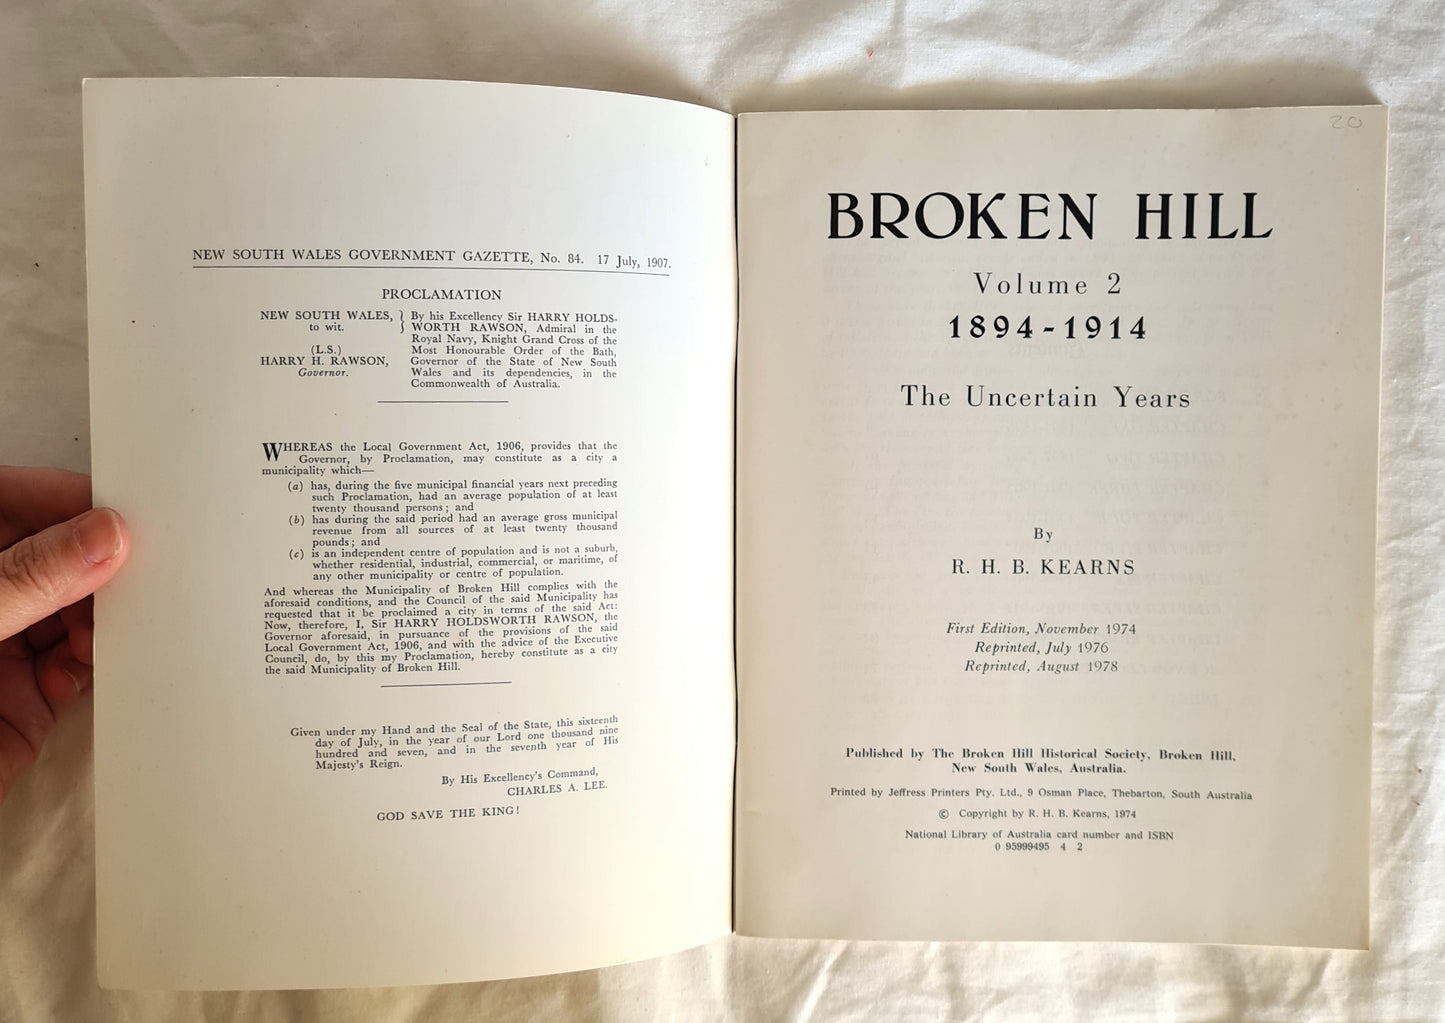 NEW SOUTH WALES GOVERNMENT GAZETTE, No. 84. 17 July, 1907.
PROCLAMATION
NEW SOUTH WALES,
to wit.
(L.S.)
HARRY H. RAWSON,
Governor.
By his Excellency Sir HARRY HOLDS-
WORTH RAWSON, Admiral in the
Royal Navy, Knight Grand Cross of the
Most Honourable Order of the Bath,
Governor of the State of New South
Wales and its dependencies, in the
Commonwealth of Australia.
WHEREAS the Local Government Act, 1906, provides that the
Governor, by Proclamation, may constitute as a city a
municipality which—
(a) has, during the five municipal financial years next preceding
such Proclamation, had an average population of at least
twenty thousand persons; and
(b) has during the said period had an average gross municipal
revenue from all sources of at least twenty thousand
pounds; and
(c) is an independent centre of population and is not a suburb,
whether residential, industrial, commercial, or maritime, of
any other municipality or centre of population.
And whereas the Municipality of Broken Hill complies with the
aforesaid conditions, and the Council of the said Municipality has
requested that it be proclaimed a city in terms of the said Act:
Now, therefore, I, Sir HARRY HOLDSWORTH RAWSON, the
Governor aforesaid, in pursuance of the provisions of the said
Local Government Act, 1906, and with the advice of the Executive
Council, do, by this my Proclamation, hereby constitute as a city
the said Municipality of Broken Hill.
Given under my Hand and the Seal of the State, this sixteenth
day of July, in the year of our Lord one thousand nine
hundred and seven, and in the seventh year of His
Majesty's Reign.
By His Excellency's Command,
CHARLES A. LEE.
GOD SAVE THE KING!
20
BROKEN HILL
Volume 2
1894-1914
The Uncertain Years
By
R. H. B. KEARNS
First Edition, November 1974
Reprinted, July 1976
Reprinted, August 1978
Published by The Broken Hill Historical Society, Broken Hill,
New South Wales, Australia.
Printed by Jeffress Printers Pty. Ltd., 9 Osman Place, Thebarton, South Australia
© Copyright by R. H. B. Kearns, 1974
National Library of Australia card number and ISBN
0 95999495 4 2